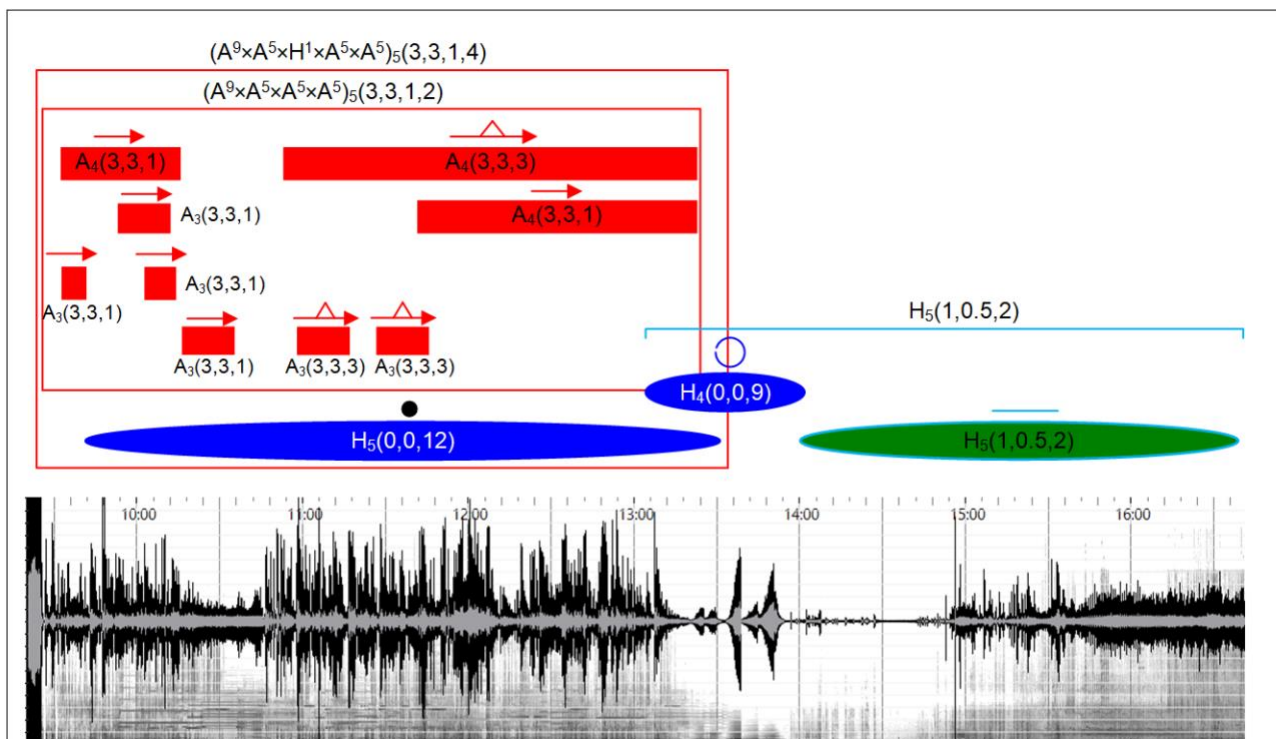 (A⁹×A⁵×H¹×A⁵×A⁵)₅(3,3,1,4)
(A⁹×A⁵×A⁵×A⁵)₅(3,3,1,2)
A₄(3,3,1)
A₄(3,3,3)
A₃(3,3,1)
A₄(3,3,1)
A₃(3,3,1)
A₃(3,3,1)
H₅(1,0.5,2)
A₃(3,3,1)
A₃(3,3,3)
A₃(3,3,3)
H₄(0,0,9)
H₅(0,0,12)
H₅(1,0.5,2)
10:00 11:00 12:00 13:00 14:00 15:00 16:00